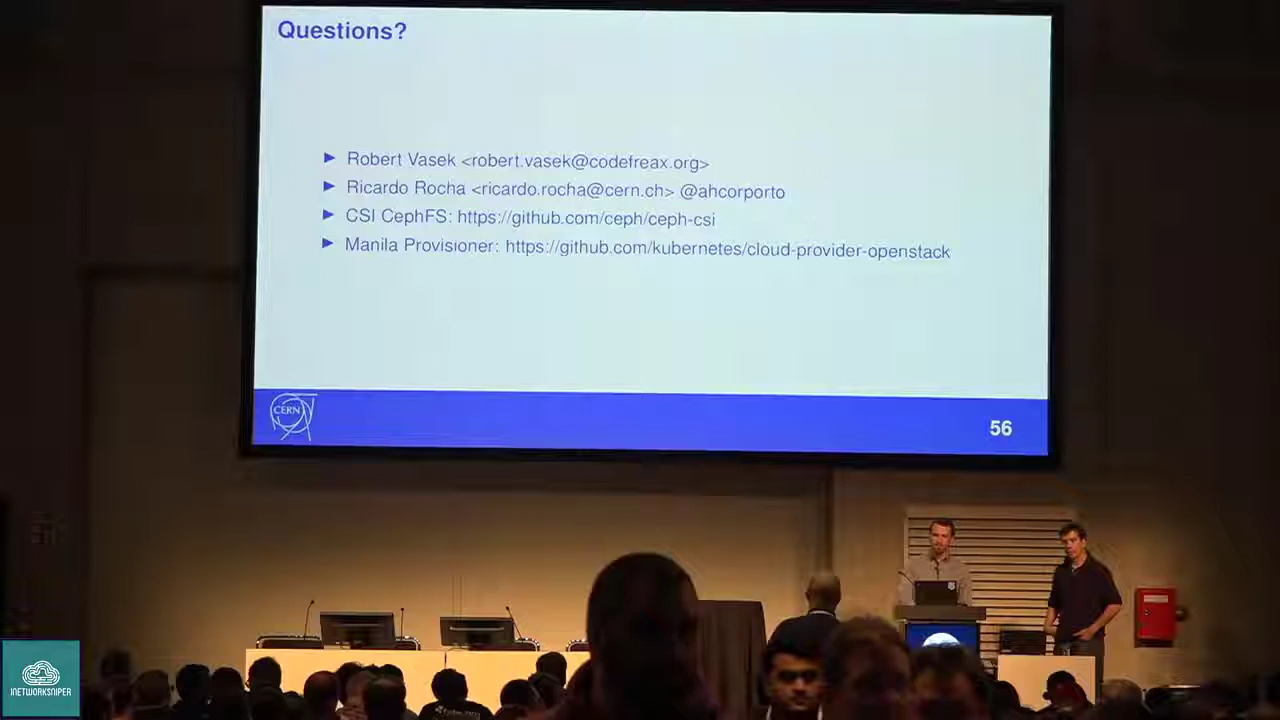 Questions?
Robert Vasek <robert.vasek@codefreax.org>
Ricardo Rocha <ricardo.rocha@cern.ch> @ahcorporto
CSI CephFS: https://github.com/ceph/ceph-csi
Manila Provisioner: https://github.com/kubernetes/cloud-provider-openstack
CERN
56
INETWORKSNIPER